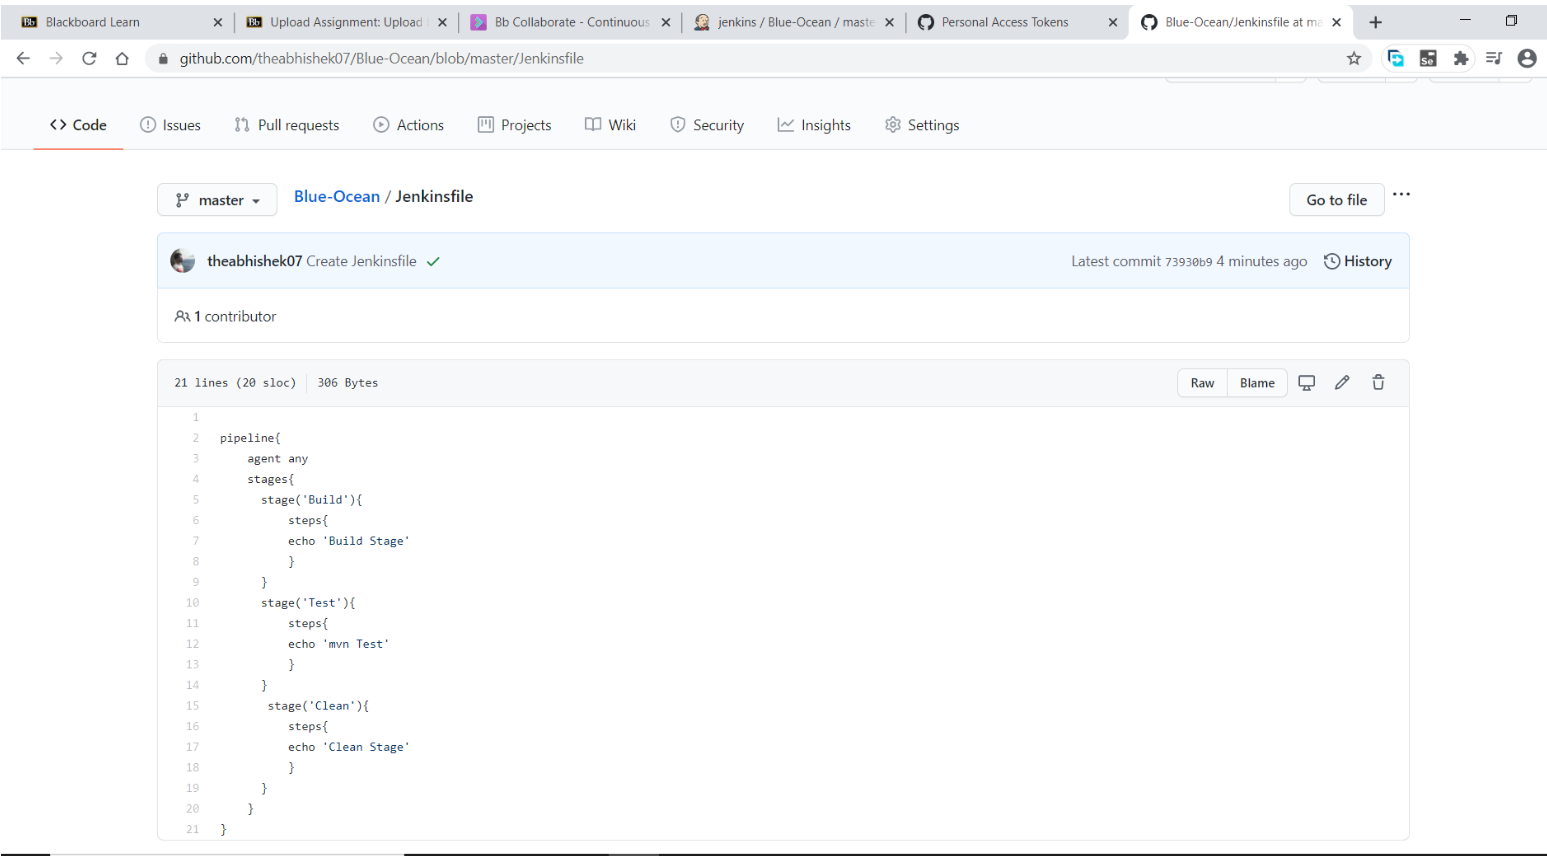 Blackboard Learn
Upload Assignment: Upload
Bb Collaborate - Continuous
jenkins / Blue-Ocean / maste
Personal Access Tokens
Blue-Ocean/Jenkinsfile at ma
github.com/theabhishek07/Blue-Ocean/blob/master/Jenkinsfile
<> Code Issues Pull requests Actions Projects Wiki Security Insights Settings
master Blue-Ocean / Jenkinsfile Go to file ...
theabhishek07 Create Jenkinsfile Latest commit 73930b9 4 minutes ago History
1 contributor
21 lines (20 sloc) 306 Bytes Raw Blame
1
2 pipeline{
3 agent any
4 stages{
5 stage('Build'){
6 steps{
7 echo 'Build Stage'
8 }
9 }
10 stage('Test'){
11 steps{
12 echo 'mvn Test'
13 }
14 }
15 stage('Clean'){
16 steps{
17 echo 'Clean Stage'
18 }
19 }
20 }
21 }